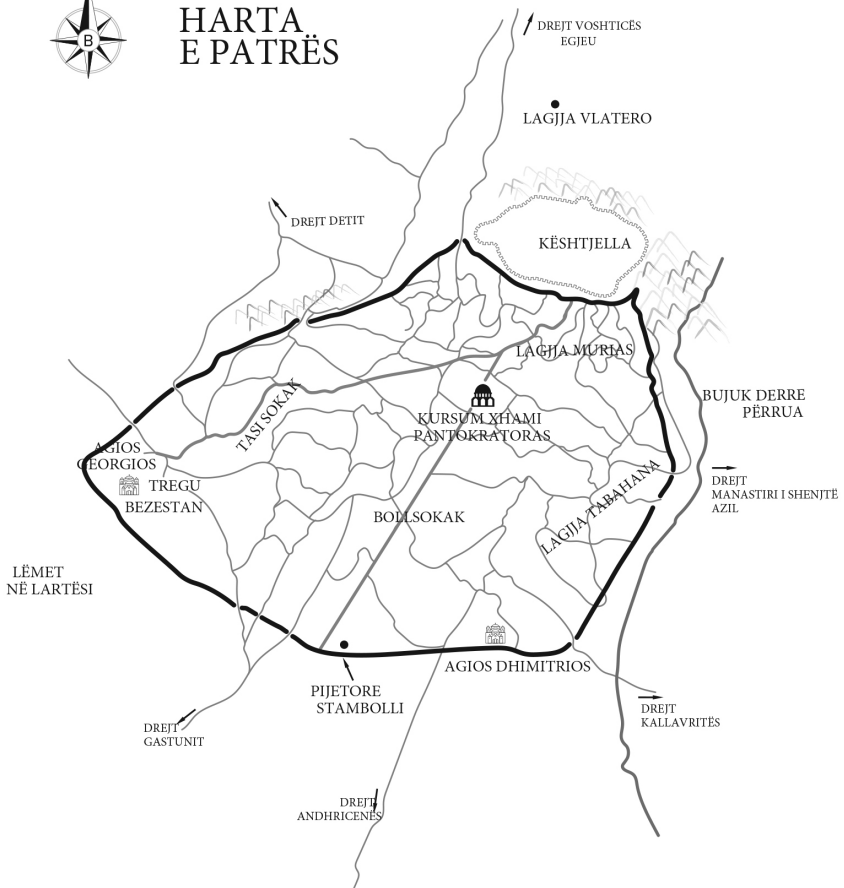 B
HARTA
E PATRËS
DREJT VOSHTICËS
EGJEU
LAGJJA VLATERO
DREJT DETIT
KËSHTJELLA
LAGJJA MURJAS
TASI SOKAK
KURSUM XHAMI
PANTOKRATORAS
BUJUK DERRE
PËRRUA
AGIOS
GEORGIOS
TREGU
BEZESTAN
DREJT
MANASTIRI I SHENJTË
AZIL
BOLLSOKAK
LAGJJA TABAHANA
LËMET
NË LARTËSI
AGIOS DHIMITRIOS
PIJETORE
STAMBOLLI
DREJT
GASTUNIT
DREJT
KALLAVRITËS
DREJT
ANDHRICENËS